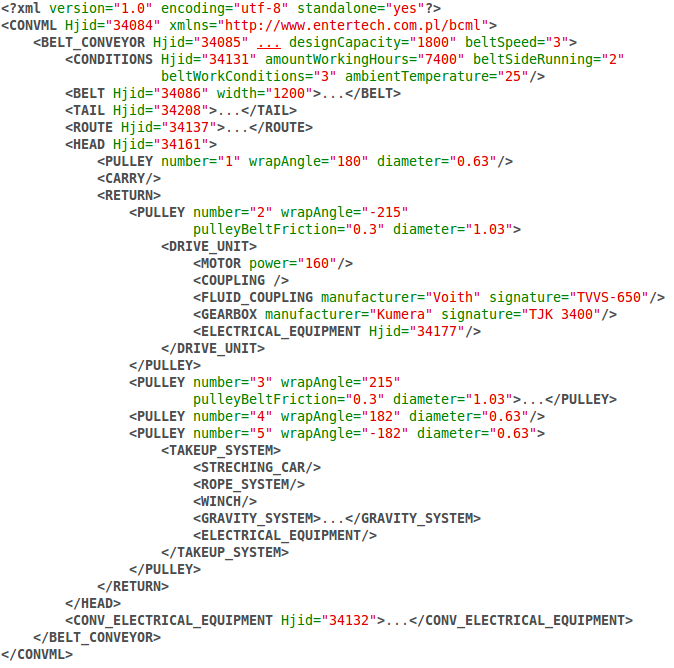 <?xml version="1.0" encoding="utf-8" standalone="yes"?>
<CONVML Hjid="34084" xmlns="http://www.entertech.com.pl/bcml">
    <BELT_CONVEYOR Hjid="34085" ... designCapacity="1800" beltSpeed="3">
        <CONDITIONS Hjid="34131" amountWorkingHours="7400" beltSideRunning="2"
                    beltWorkConditions="3" ambientTemperature="25"/>
        <BELT Hjid="34086" width="1200">...</BELT>
        <TAIL Hjid="34208">...</TAIL>
        <ROUTE Hjid="34137">...</ROUTE>
        <HEAD Hjid="34161">
            <PULLEY number="1" wrapAngle="180" diameter="0.63"/>
            <CARRY/>
            <RETURN>
                <PULLEY number="2" wrapAngle="-215"
                        pulleyBeltFriction="0.3" diameter="1.03">
                    <DRIVE_UNIT>
                        <MOTOR power="160"/>
                        <COUPLING />
                        <FLUID_COUPLING manufacturer="Voith" signature="TVVS-650"/>
                        <GEARBOX manufacturer="Kumera" signature="TJK 3400"/>
                        <ELECTRICAL_EQUIPMENT Hjid="34177"/>
                    </DRIVE_UNIT>
                </PULLEY>
                <PULLEY number="3" wrapAngle="215"
                        pulleyBeltFriction="0.3" diameter="1.03">...</PULLEY>
                <PULLEY number="4" wrapAngle="182" diameter="0.63"/>
                <PULLEY number="5" wrapAngle="-182" diameter="0.63">
                    <TAKEUP_SYSTEM>
                        <STRECHING_CAR/>
                        <ROPE_SYSTEM/>
                        <WINCH/>
                        <GRAVITY_SYSTEM>...</GRAVITY_SYSTEM>
                        <ELECTRICAL_EQUIPMENT/>
                    </TAKEUP_SYSTEM>
                </PULLEY>
            </RETURN>
        </HEAD>
        <CONV_ELECTRICAL_EQUIPMENT Hjid="34132">...</CONV_ELECTRICAL_EQUIPMENT>
    </BELT_CONVEYOR>
</CONVML>